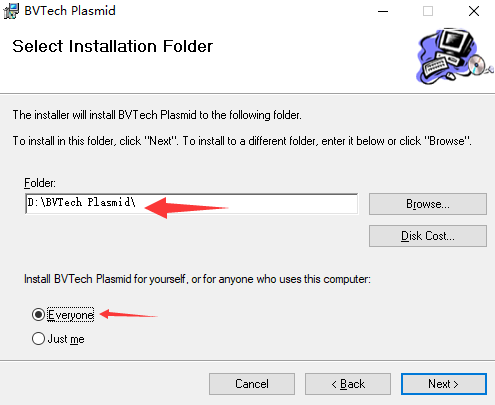 BVTech Plasmid
Select Installation Folder
The installer will install BVTech Plasmid to the following folder.
To install in this folder, click "Next". To install to a different folder, enter it below or click "Browse".
Folder:
D:\BVTech Plasmid\
Browse...
Disk Cost...
Install BVTech Plasmid for yourself, or for anyone who uses this computer:
Everyone
Just me
Cancel
< Back
Next >